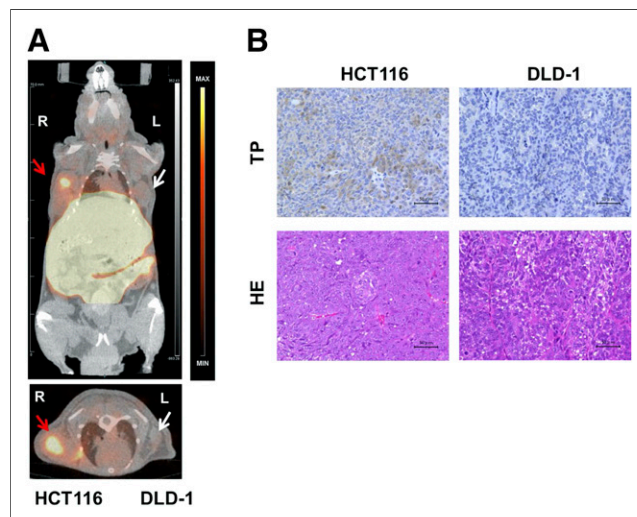 A
B
HCT116
DLD-1
R
L
MAX
MIN
TP
HE
R
L
HCT116
DLD-1